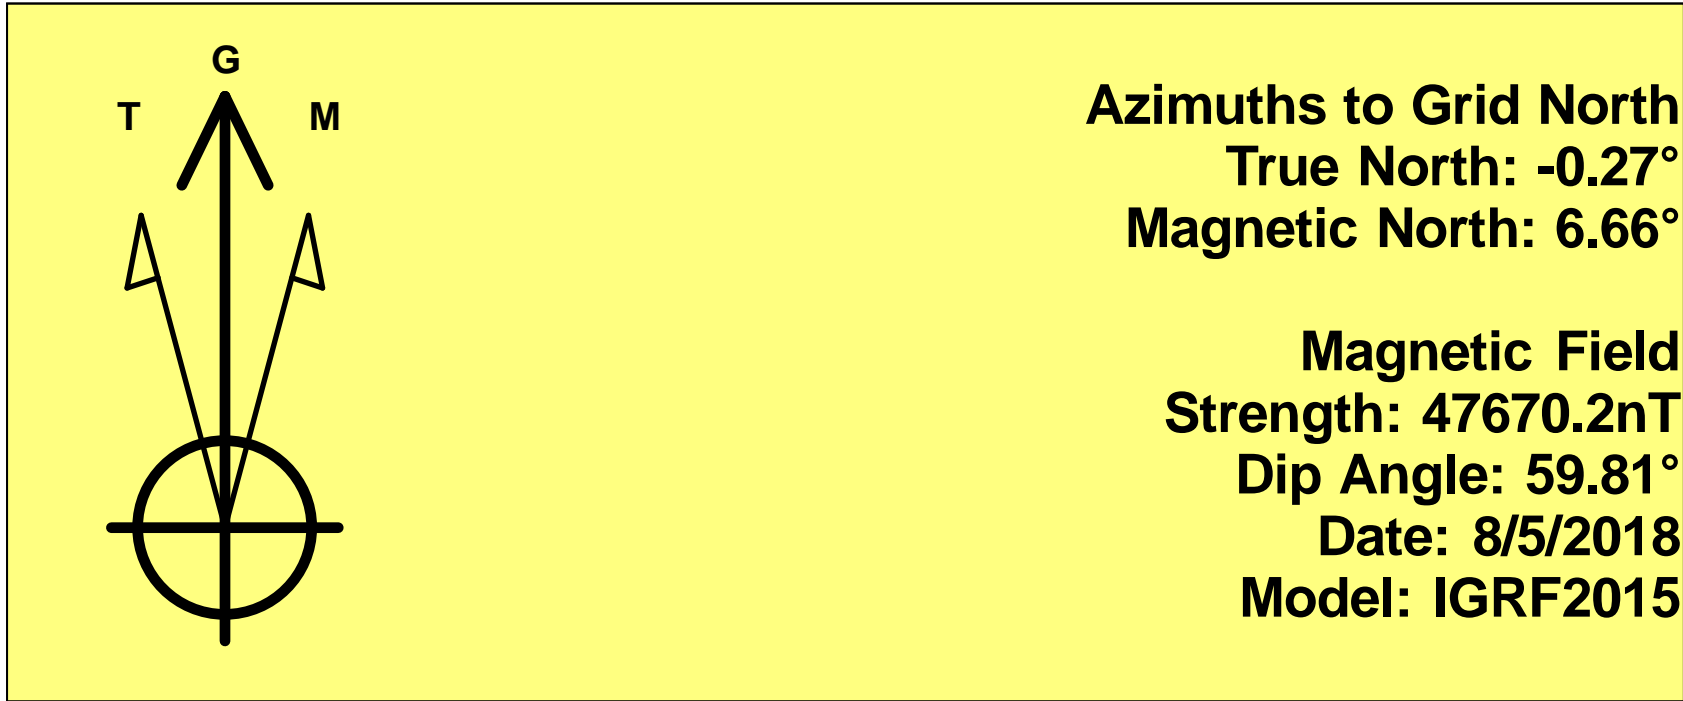 G
T M
Azimuths to Grid North
True North: -0.27°
Magnetic North: 6.66°
Magnetic Field
Strength: 47670.2nT
Dip Angle: 59.81°
Date: 8/5/2018
Model: IGRF2015